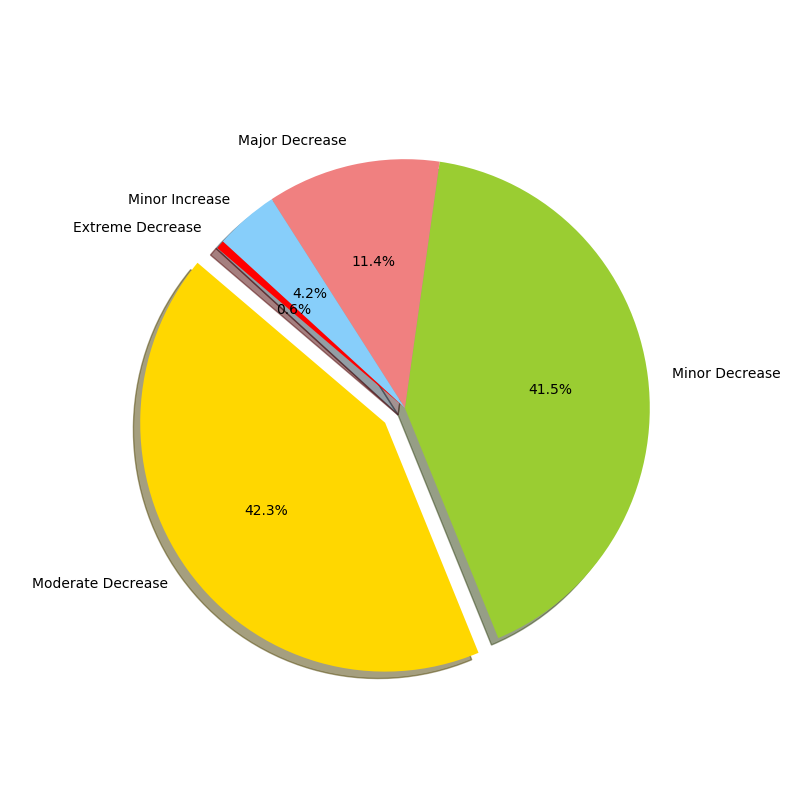 Major Decrease
Minor Increase
Extreme Decrease
11.4%
4.2%
0.6%
Minor Decrease
41.5%
42.3%
Moderate Decrease